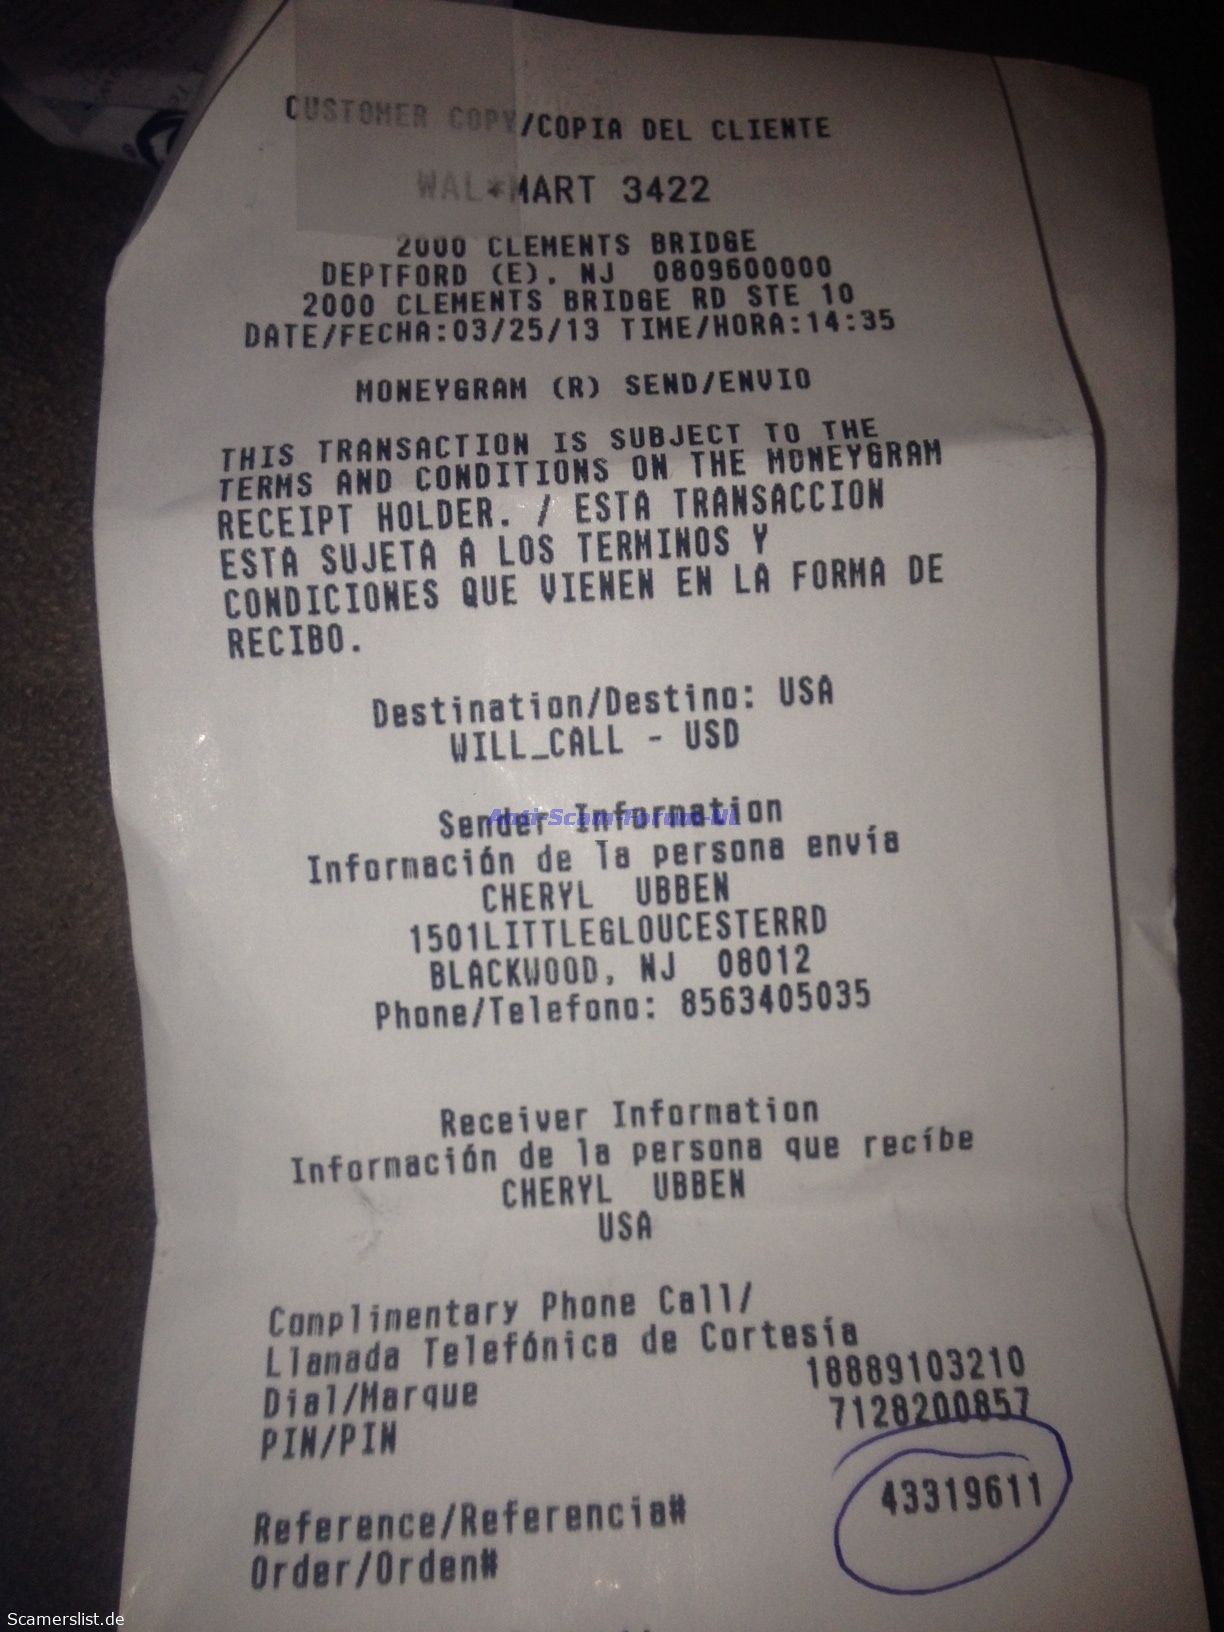 CUSTOMER COPY/COPIA DEL CLIENTE
WAL*MART 3422
2000 CLEMENTS BRIDGE
DEPTFORD (E). NJ 0809600000
2000 CLEMENTS BRIDGE RD STE 10
DATE/FECHA:03/25/13 TIME/HORA:14:35
MONEYGRAM (R) SEND/ENVIO
THIS TRANSACTION IS SUBJECT TO THE
TERMS AND CONDITIONS ON THE MONEYGRAM
RECEIPT HOLDER. / ESTA TRANSACCION
ESTA SUJETA A LOS TERMINOS Y
CONDICIONES QUE VIENEN EN LA FORMA DE
RECIBO.
Destination/Destino: USA
WILL_CALL - USD
Sender Information
Anti-Scam-Forum-NL
Información de la persona envía
CHERYL UBBEN
1501LITTLEGLOUCESTERRD
BLACKWOOD, NJ 08012
Phone/Telefono: 8563405035
Receiver Information
Información de la persona que recíbe
CHERYL UBBEN
USA
Complimentary Phone Call/
Llamada Telefónica de Cortesía
Dial/Marque 18889103210
PIN/PIN 7128200857
Reference/Referencia# 43319611
Order/Orden#
Scamerslist.de